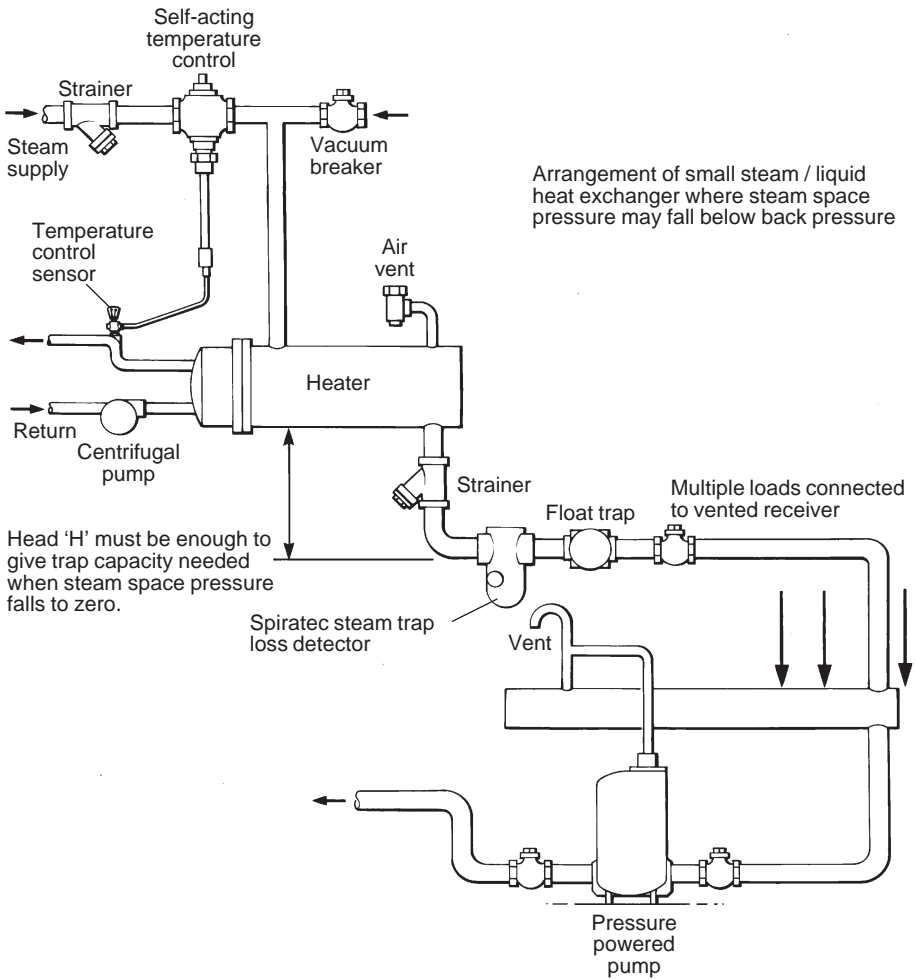 Self-acting
temperature
control
Strainer
Steam
supply
Vacuum
breaker
Arrangement of small steam / liquid
heat exchanger where steam space
pressure may fall below back pressure
Temperature
control
sensor
Air
vent
Heater
Return
Centrifugal
pump
Strainer
Multiple loads connected
to vented receiver
Float trap
Head ‘H’ must be enough to
give trap capacity needed
when steam space pressure
falls to zero.
Spiratec steam trap
loss detector
Vent
Pressure
powered
pump